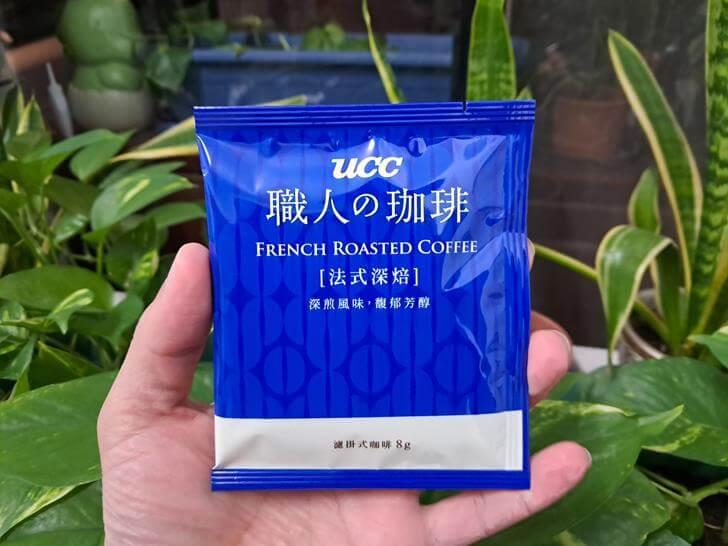 UCC
職人の珈琲
FRENCH ROASTED COFFEE
[法式深焙]
深煎風味，馥郁芳醇
濾掛式咖啡 8g